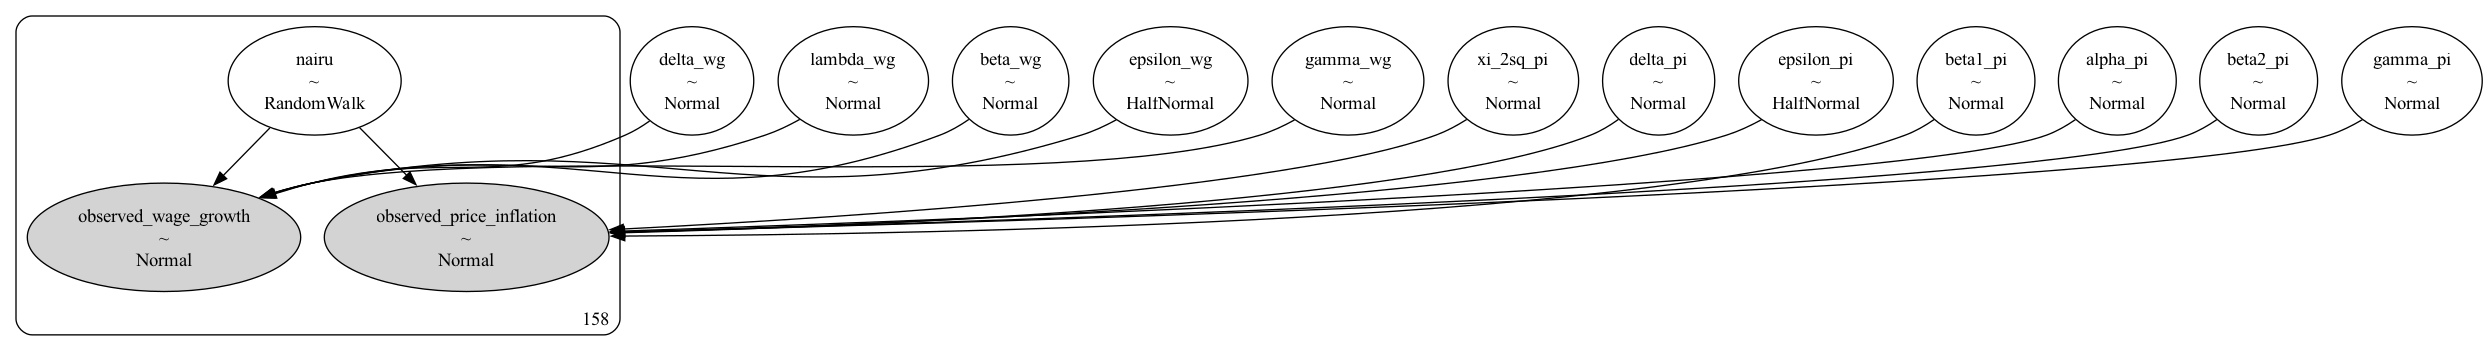 nairu
~
RandomWalk
delta_wg
~
Normal
lambda_wg
~
Normal
beta_wg
~
Normal
epsilon_wg
~
HalfNormal
gamma_wg
~
Normal
xi_2sq_pi
~
Normal
delta_pi
~
Normal
epsilon_pi
~
HalfNormal
beta1_pi
~
Normal
alpha_pi
~
Normal
beta2_pi
~
Normal
gamma_pi
~
Normal
observed_wage_growth
~
Normal
observed_price_inflation
~
Normal
158